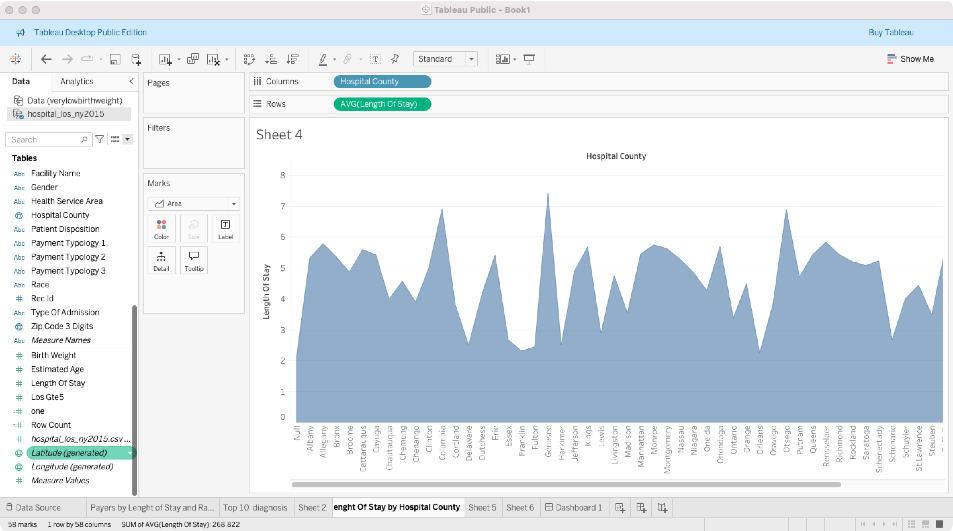 Tableau Public - Book1
Tableau Desktop Public Edition
Buy Tableau
Standard
Show Me
Data
Analytics
Pages
Columns
Hospital County
Rows
AVG(Length Of Stay)
Data (verylowbirthweight)
hospital_los_ny2015
Search
Tables
Abc Facility Name
Abc Gender
Abc Health Service Area
Hospital County
Abc Patient Disposition
Abc Payment Typology 1
Abc Payment Typology 2
Abc Payment Typology 3
Abc Race
Rec Id
Abc Type Of Admission
Zip Code 3 Digits
Abc Measure Names
Birth Weight
Estimated Age
Length Of Stay
Los Gte5
one
Row Count
hospital_los_ny2015.csv ...
Latitude (generated)
Longitude (generated)
Measure Values
Filters
Marks
Area
Color
Size
Label
Detail
Tooltip
Sheet 4
Hospital County
Length Of Stay
8
7
6
5
4
3
2
1
0
Null
Albany
Allegany
Bronx
Broome
Cattaraugus
Cayuga
Chautauqua
Chemung
Chenango
Clinton
Columbia
Cortland
Delaware
Dutchess
Erie
Essex
Franklin
Fulton
Genesee
Herkimer
Jefferson
Kings
Lewis
Livingston
Madison
Manhattan
Monroe
Montgomery
Nassau
Niagara
Oneida
Onondaga
Ontario
Orange
Orleans
Oswego
Otsego
Putnam
Queens
Rensselaer
Richmond
Rockland
Saratoga
Schenectady
Schoharie
Schuyler
St Lawrence
Steuben
Data Source
Payers by Lenght of Stay and Ra...
Top 10 diagnosis
Sheet 2
enght Of Stay by Hospital County
Sheet 5
Sheet 6
Dashboard 1
58 marks
1 row by 58 columns
SUM of AVG(Length Of Stay): 268.822